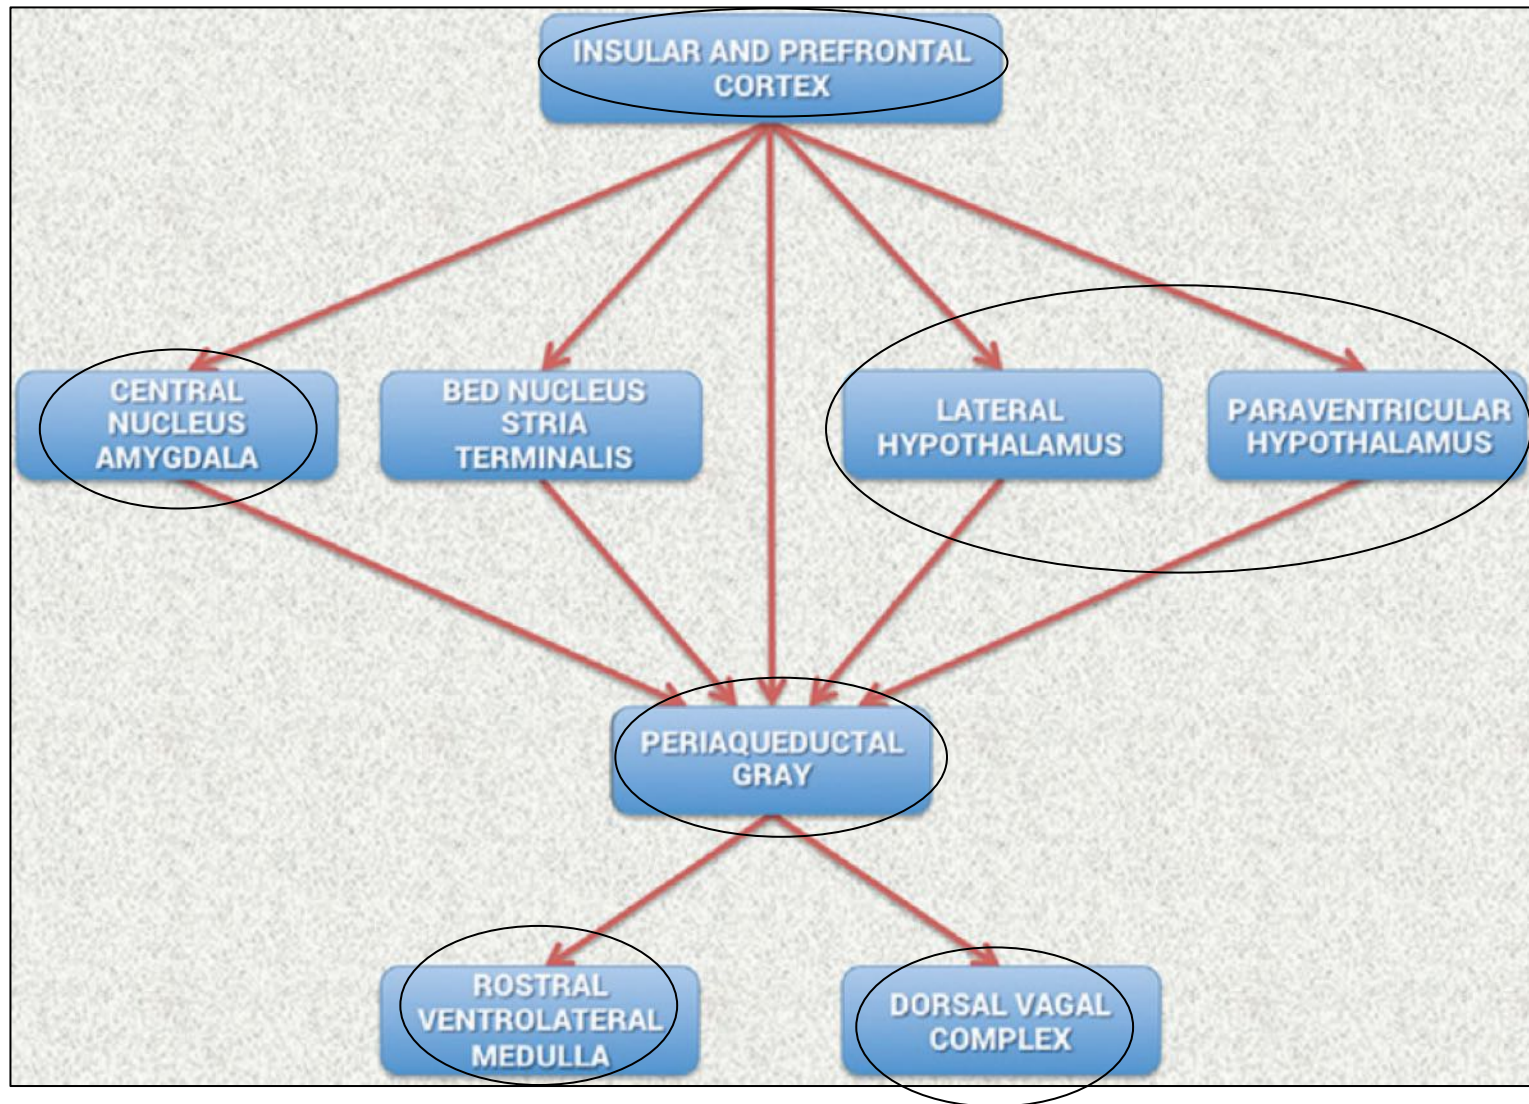 INSULAR AND PREFRONTAL
CORTEX
CENTRAL
NUCLEUS
AMYGDALA
BED NUCLEUS
STRIA
TERMINALIS
LATERAL
HYPOTHALAMUS
PARAVENTRICULAR
HYPOTHALAMUS
PERIAQUEDUCTAL
GRAY
ROSTRAL
VENTROLATERAL
MEDULLA
DORSAL VAGAL
COMPLEX